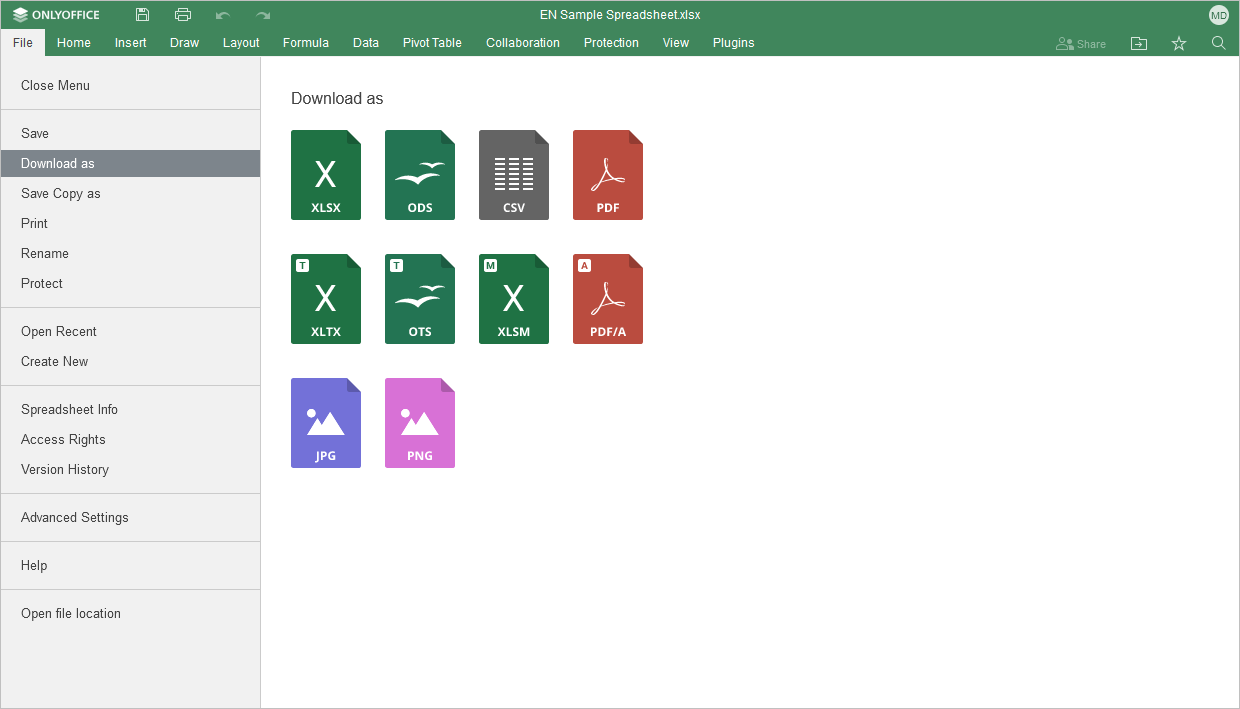 ONLYOFFICE
EN Sample Spreadsheet.xlsx
MD
File Home Insert Draw Layout Formula Data Pivot Table Collaboration Protection View Plugins
Share
Close Menu
Save
Download as
Save Copy as
Print
Rename
Protect
Open Recent
Create New
Spreadsheet Info
Access Rights
Version History
Advanced Settings
Help
Open file location
Download as
X
XLSX ODS CSV PDF
T T M A
X X
XLTX OTS XLSM PDF/A
JPG PNG